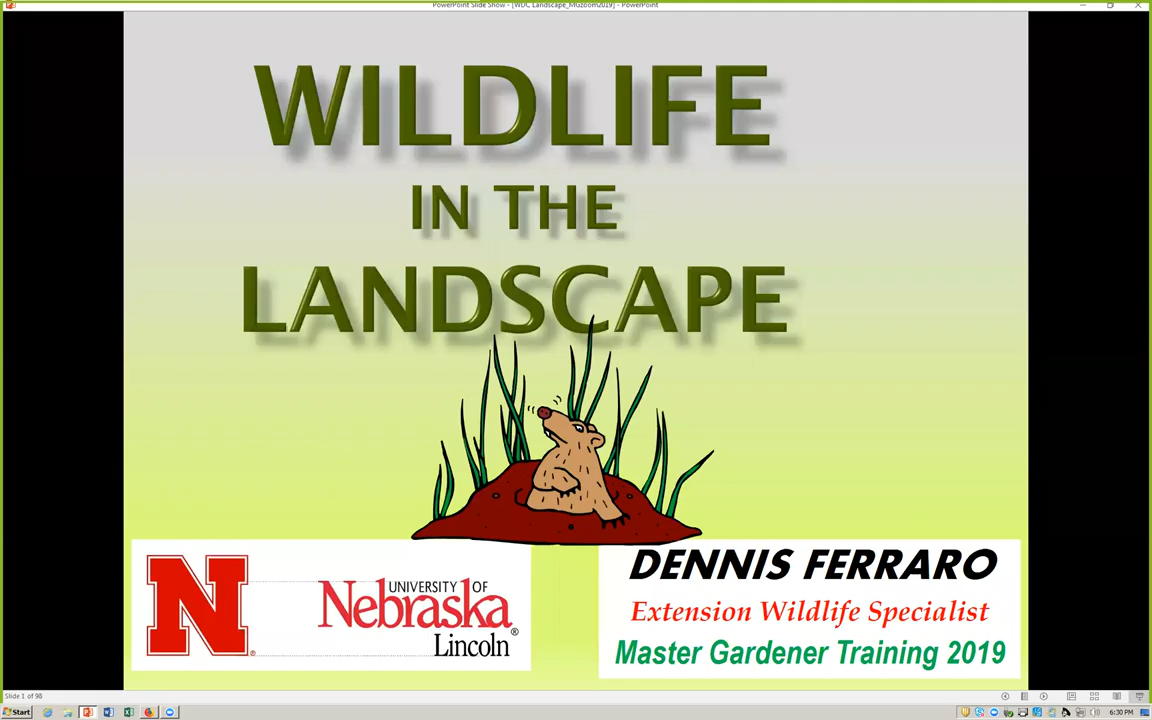 PowerPoint Slide Show - [WDC Landscape_MGzoom2019] - PowerPoint
WILDLIFE
IN THE
LANDSCAPE
N
®
UNIVERSITY OF
Nebraska
Lincoln®
DENNIS FERRARO
Extension Wildlife Specialist
Master Gardener Training 2019
Slide 1 of 98
Start
6:30 PM